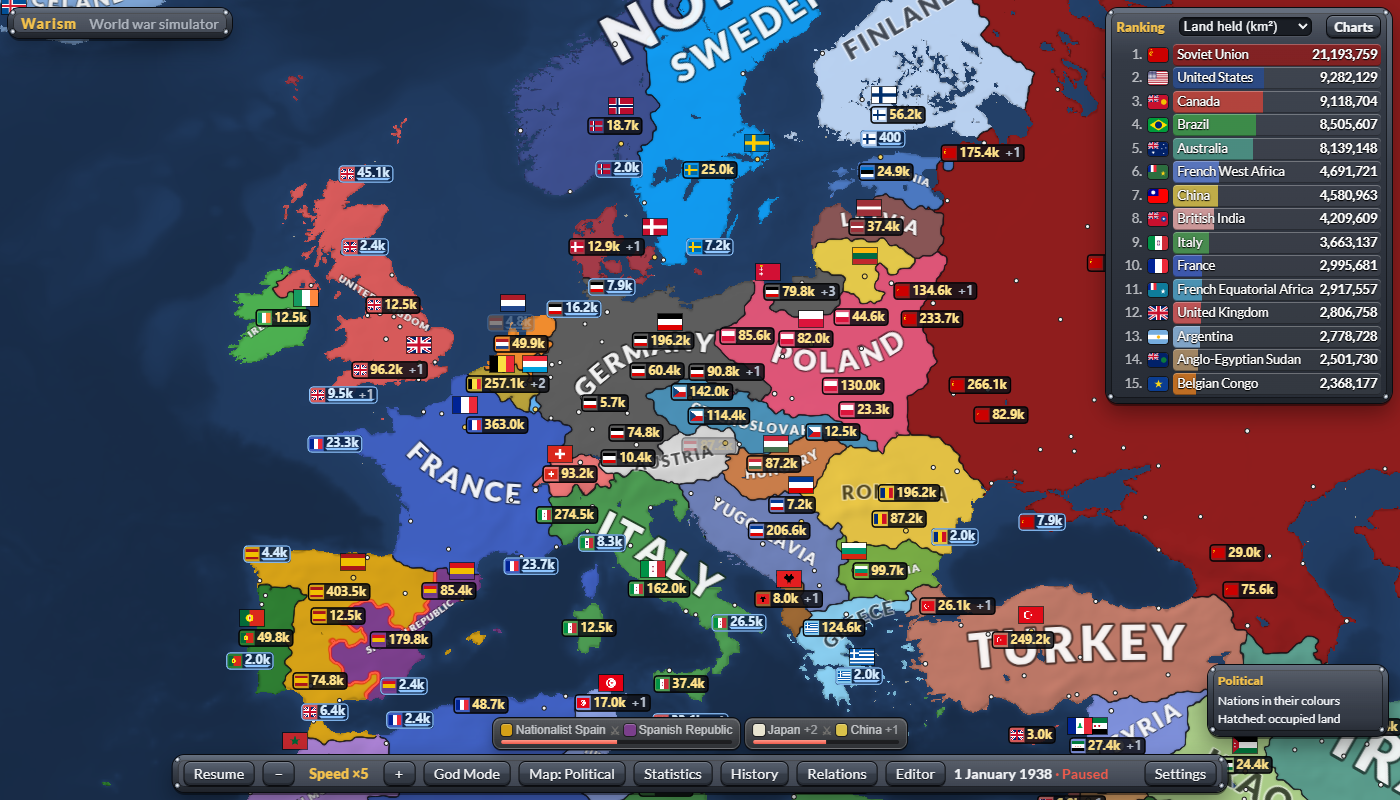 Warism World war simulator
Ranking Land held (km²) Charts
1. Soviet Union 21,193,759
2. United States 9,282,129
3. Canada 9,118,704
4. Brazil 8,505,607
5. Australia 8,139,148
6. French West Africa 4,691,721
7. China 4,580,963
8. British India 4,209,609
9. Italy 3,663,137
10. France 2,995,681
11. French Equatorial Africa 2,917,557
12. United Kingdom 2,806,758
13. Argentina 2,778,728
14. Anglo-Egyptian Sudan 2,501,730
15. Belgian Congo 2,368,177
SWEDEN
FINLAND
56.2k
18.7k
400
175.4k +1
45.1k
2.0k
25.0k
24.9k
LATVIA
37.4k
2.4k
12.9k +1
7.2k
7.9k
79.8k +3
134.6k +1
UNITED KINGDOM
12.5k
12.5k
16.2k
44.6k
233.7k
49.9k
GERMANY
196.2k
85.6k
82.0k
POLAND
96.2k +1
60.4k
90.8k +1
257.1k +2
142.0k
130.0k
266.1k
9.5k +1
5.7k
114.4k
23.3k
82.9k
363.0k
74.8k
12.5k
23.3k
10.4k
AUSTRIA
87.2k
HUNGARY
FRANCE
93.2k
ROMANIA
196.2k
7.2k
274.5k
ITALY
YUGOSLAVIA
206.6k
87.2k
7.9k
8.3k
2.0k
4.4k
23.7k
99.7k
29.0k
403.5k
85.4k
162.0k
8.0k +1
26.1k +1
75.6k
12.5k
12.5k
26.5k
124.6k
GREECE
TURKEY
249.2k
49.8k
179.8k
2.0k
74.8k
2.4k
37.4k
2.0k
6.4k
2.4k
48.7k
17.0k +1
3.0k
27.4k +1
SYRIA
24.4k
Political
Nations in their colours
Hatched: occupied land
Nationalist Spain Spanish Republic
Japan +2 China +1
Resume − Speed ×5 + God Mode Map: Political Statistics History Relations Editor 1 January 1938 · Paused Settings